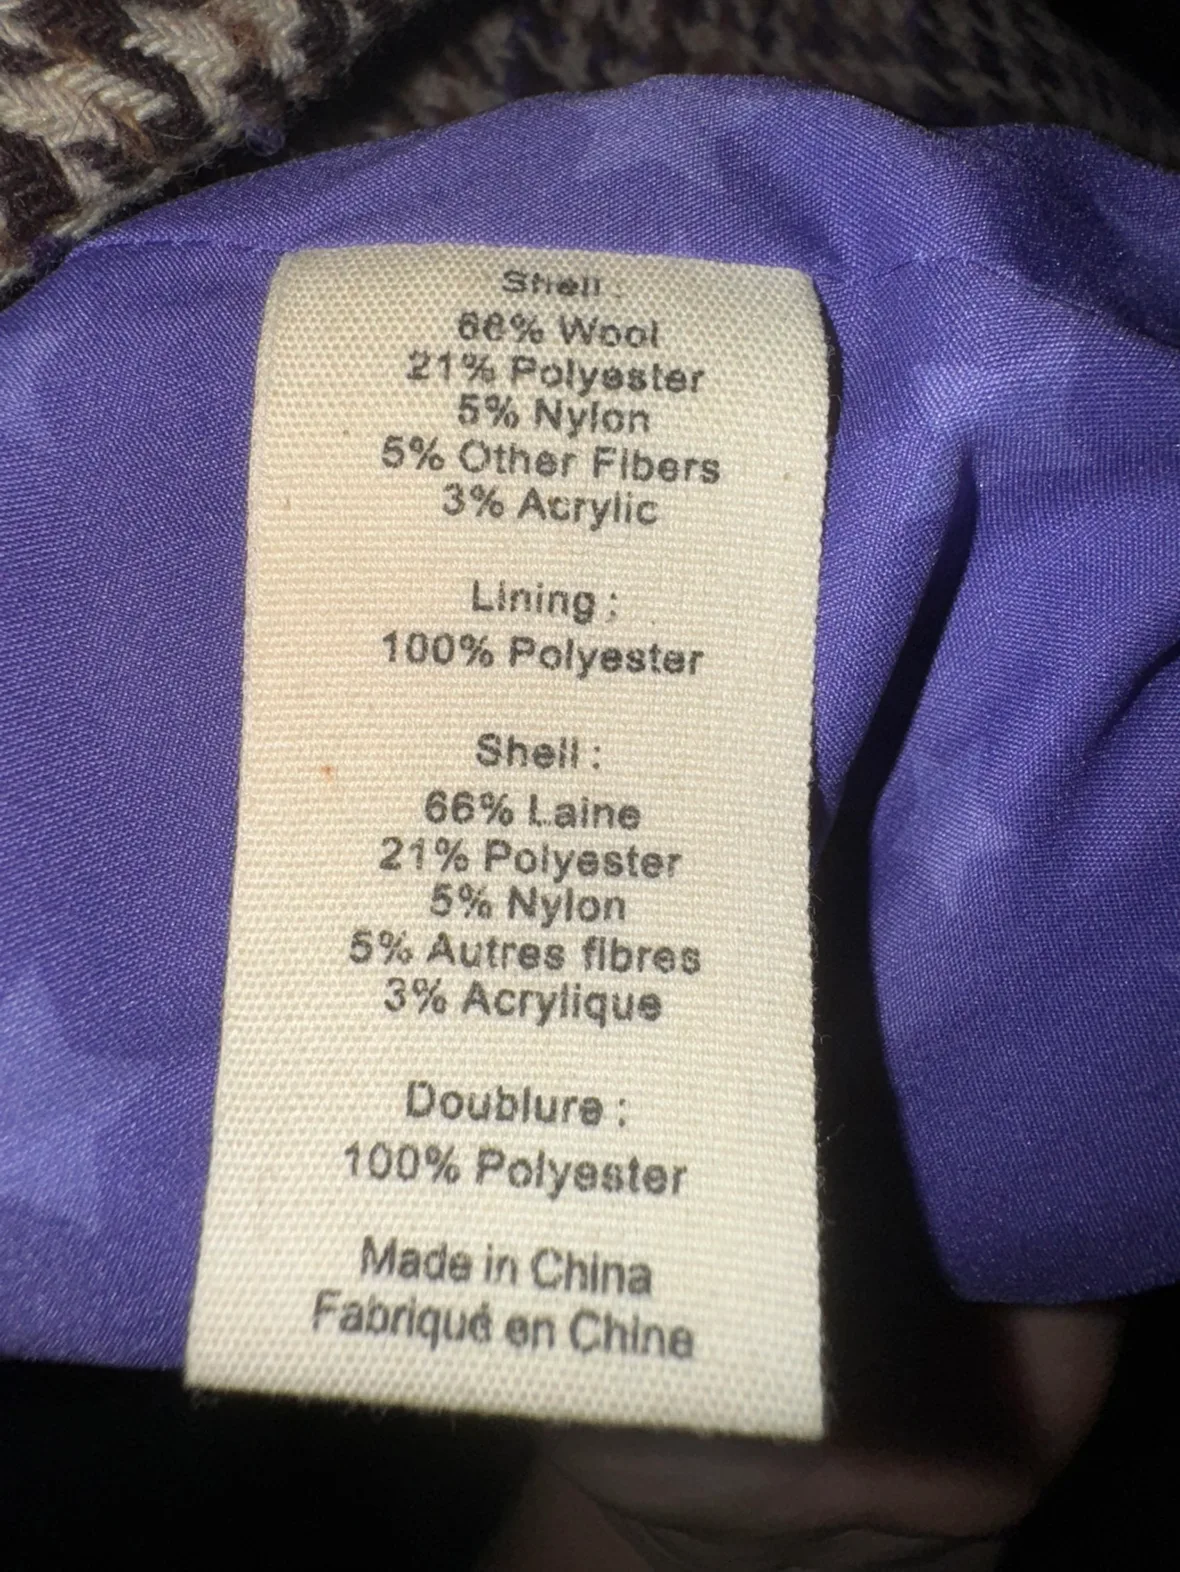 Shell :
66% Wool
21% Polyester
5% Nylon
5% Other Fibers
3% Acrylic
Lining :
100% Polyester
Shell :
66% Laine
21% Polyester
5% Nylon
5% Autres fibres
3% Acrylique
Doublure :
100% Polyester
Made in China
Fabriqué en Chine